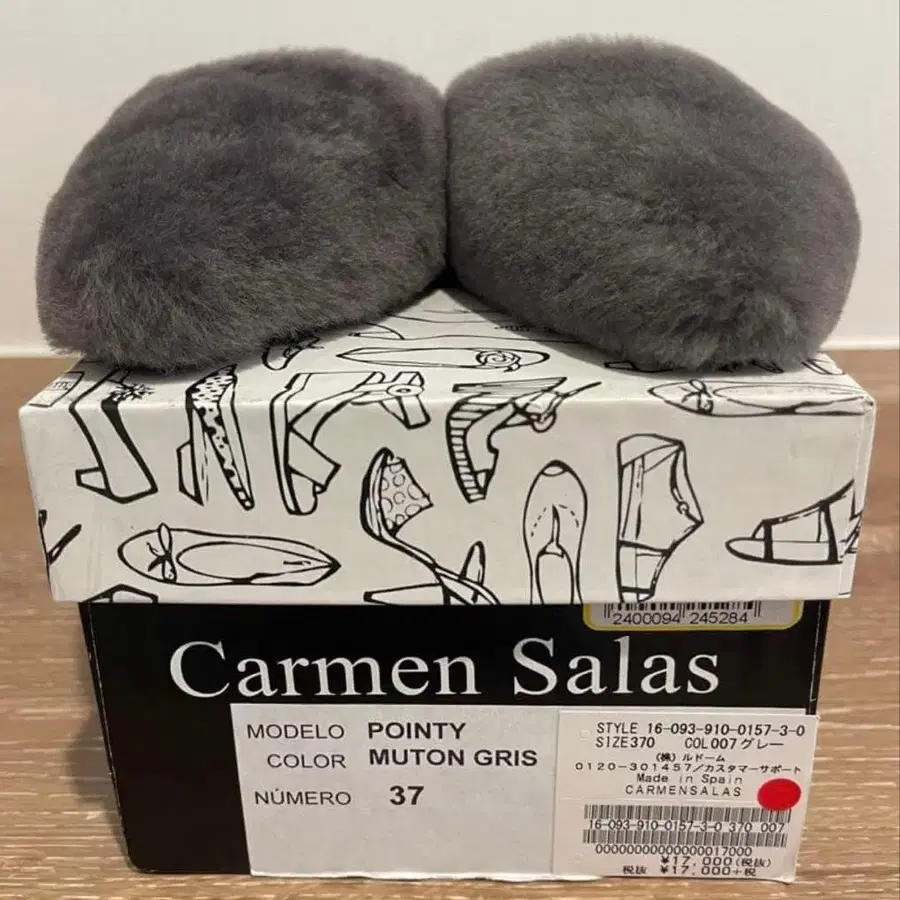 2400094 245284
Carmen Salas
MODELO POINTY
COLOR MUTON GRIS
NÚMERO 37
STYLE 16-093-910-0157-3-0
SIZE370 COL007グレー
(株)ルドーム
0120-301457/カスタマーサポート
Made in Spain
CARMENSALAS
16-093-910-0157-3-0 370 007
00000000000000017000
¥17,000(税抜)
税抜 ¥17,000+税